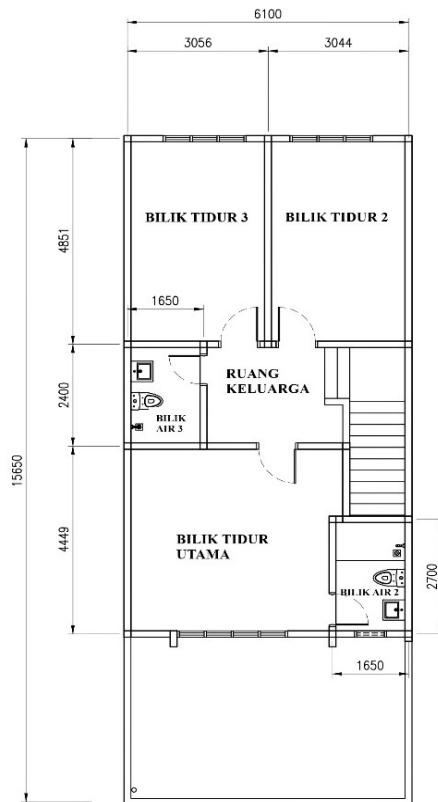 6100
3056
3044
BILIK TIDUR 3
BILIK TIDUR 2
4851
1650
RUANG
KELUARGA
2400
BILIK
AIR 3
15650
4449
BILIK TIDUR
UTAMA
2700
BILIK AIR 2
1650